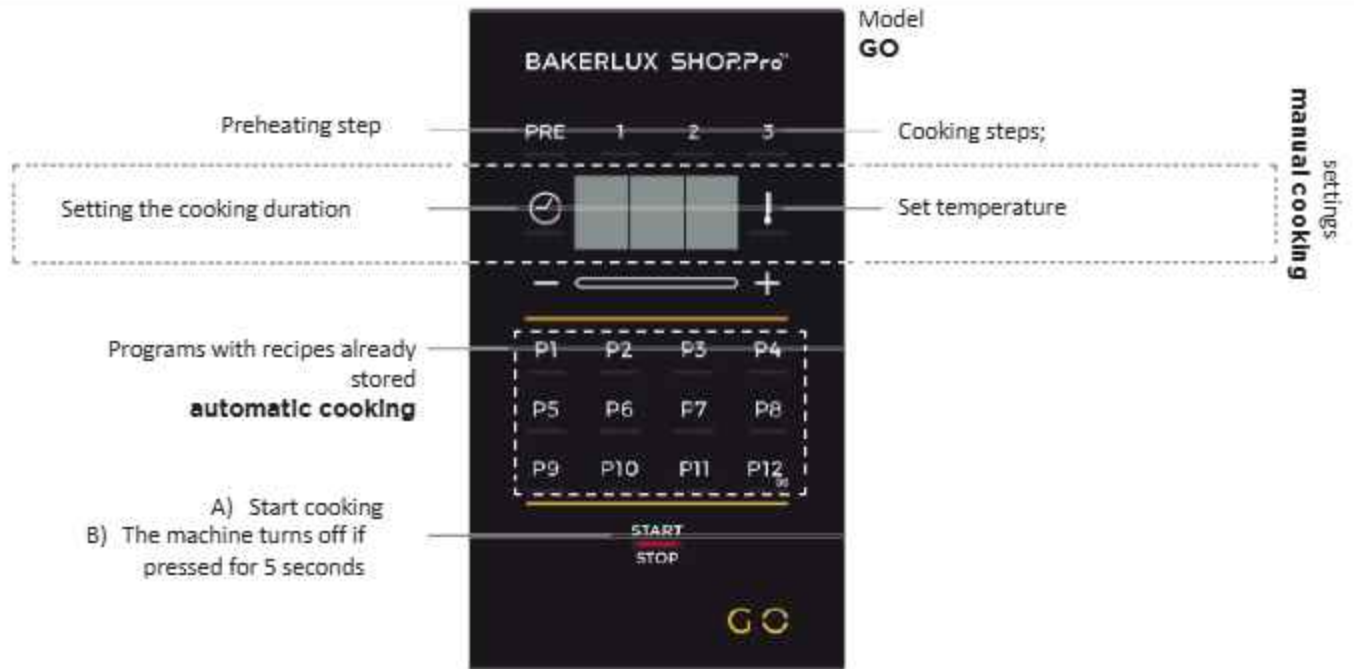 Model
GO
BAKERLUX SHOP.Pro™
Preheating step
PRE 1 2 3
Cooking steps;
Setting the cooking duration
Set temperature
settings
manual cooking
− +
Programs with recipes already
stored
automatic cooking
P1 P2 P3 P4
P5 P6 P7 P8
P9 P10 P11 P12
A) Start cooking
B) The machine turns off if
pressed for 5 seconds
START
STOP
GO